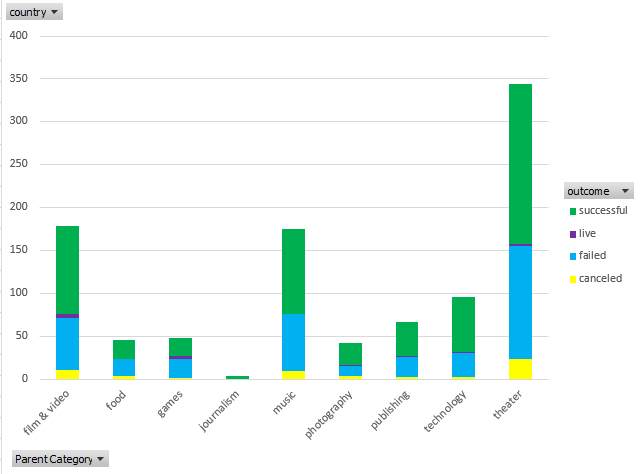 country
400
350
300
250
200
150
100
50
0
film & video
food
games
journalism
music
photography
publishing
technology
theater
outcome
successful
live
failed
canceled
Parent Category